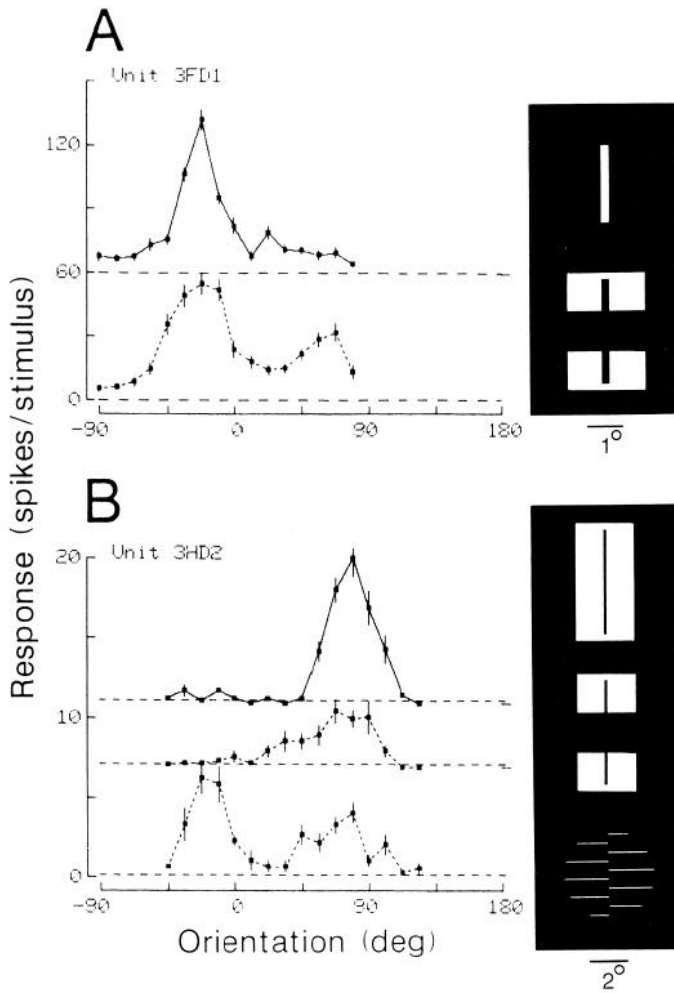 A
Unit 3FD1
120
60
0
-90
0
90
180
1°
B
Unit 3HD2
20
10
0
-90
0
90
180
2°
Response (spikes/stimulus)
Orientation (deg)